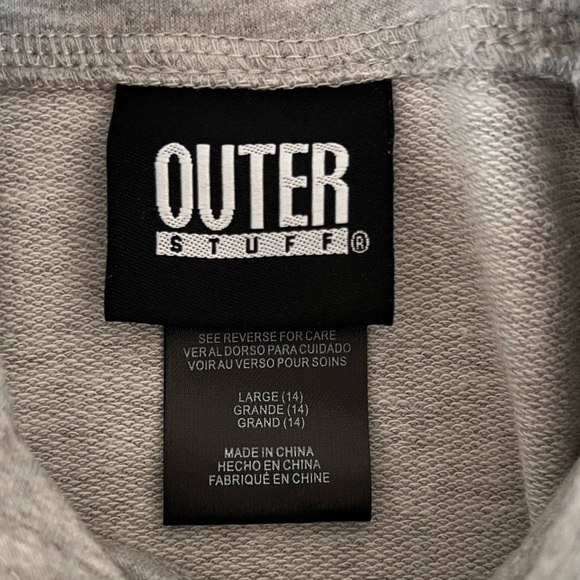 OUTER
STUFF®
SEE REVERSE FOR CARE
VER AL DORSO PARA CUIDADO
VOIR AU VERSO POUR SOINS
LARGE (14)
GRANDE (14)
GRAND (14)
MADE IN CHINA
HECHO EN CHINA
FABRIQUÉ EN CHINE